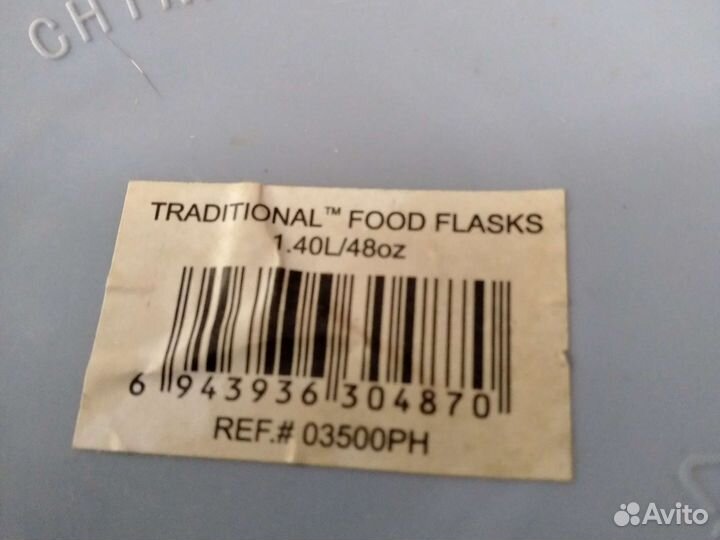 TRADITIONAL™ FOOD FLASKS
1.40L/48oz
6 943936 304870
REF.# 03500PH
Avito